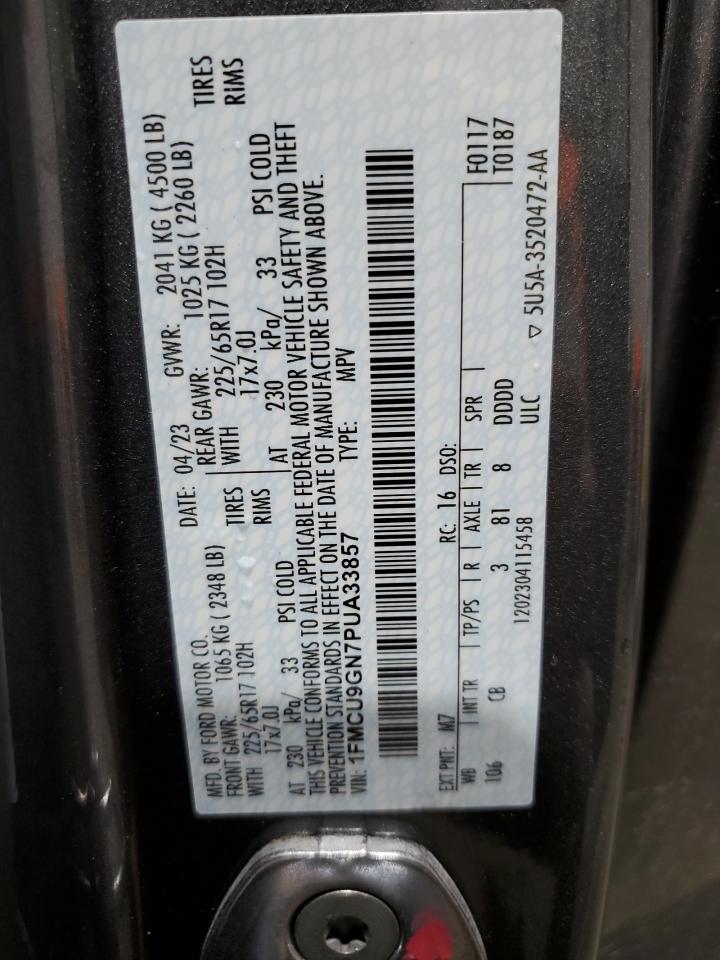 MFD. BY FORD MOTOR CO.
DATE: 04/23 GVWR: 2041 KG ( 4500 LB)
FRONT GAWR: 1065 KG ( 2348 LB) REAR GAWR: 1025 KG ( 2260 LB)
WITH 225/65R17 102H TIRES WITH 225/65R17 102H TIRES
17x7.0J RIMS 17x7.0J RIMS
AT 230 kPa/ 33 PSI COLD AT 230 kPa/ 33 PSI COLD
THIS VEHICLE CONFORMS TO ALL APPLICABLE FEDERAL MOTOR VEHICLE SAFETY AND THEFT
PREVENTION STANDARDS IN EFFECT ON THE DATE OF MANUFACTURE SHOWN ABOVE.
VIN: 1FMCU9GN7PUA33857 TYPE: MPV
EXT PNT: M7 RC: 16 DSO: F0117
WB INT TR TP/PS R AXLE TR SPR T0187
106 CB 3 81 8 DDDD
1202304115458 ULC ▽ 5U5A-3520472-AA